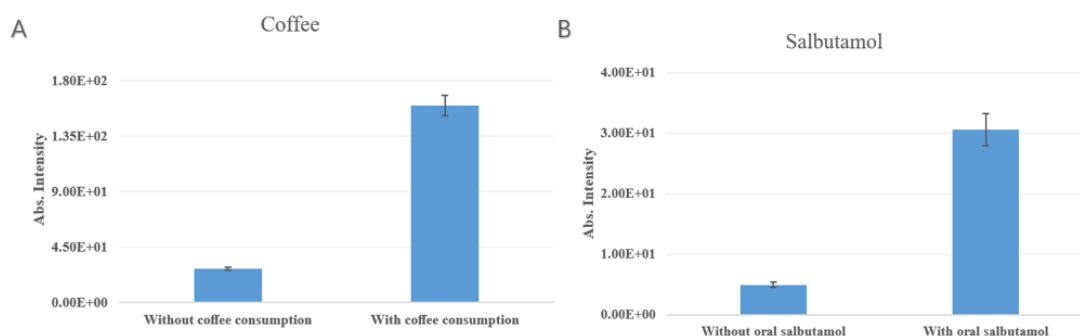 A
Coffee
1.80E+02
1.35E+02
9.00E+01
4.50E+01
0.00E+00
Abs. Intensity
Without coffee consumption
With coffee consumption
B
Salbutamol
4.00E+01
3.00E+01
2.00E+01
1.00E+01
0.00E+00
Abs. Intensity
Without oral salbutamol
With oral salbutamol